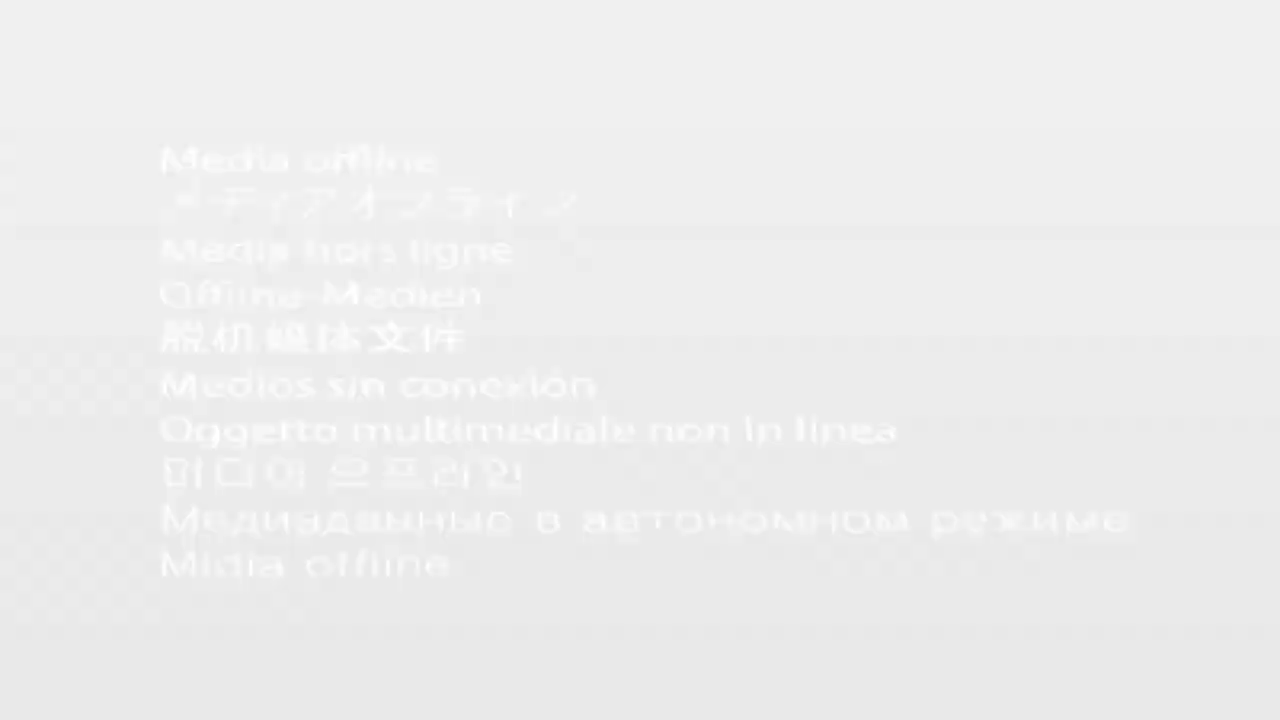 Media offline
メディアオフライン
Média hors ligne
Offline-Medien
脱机媒体文件
Medios sin conexión
Oggetto multimediale non in linea
미디어 오프라인
Медиаданные в автономном режиме
Mídia offline